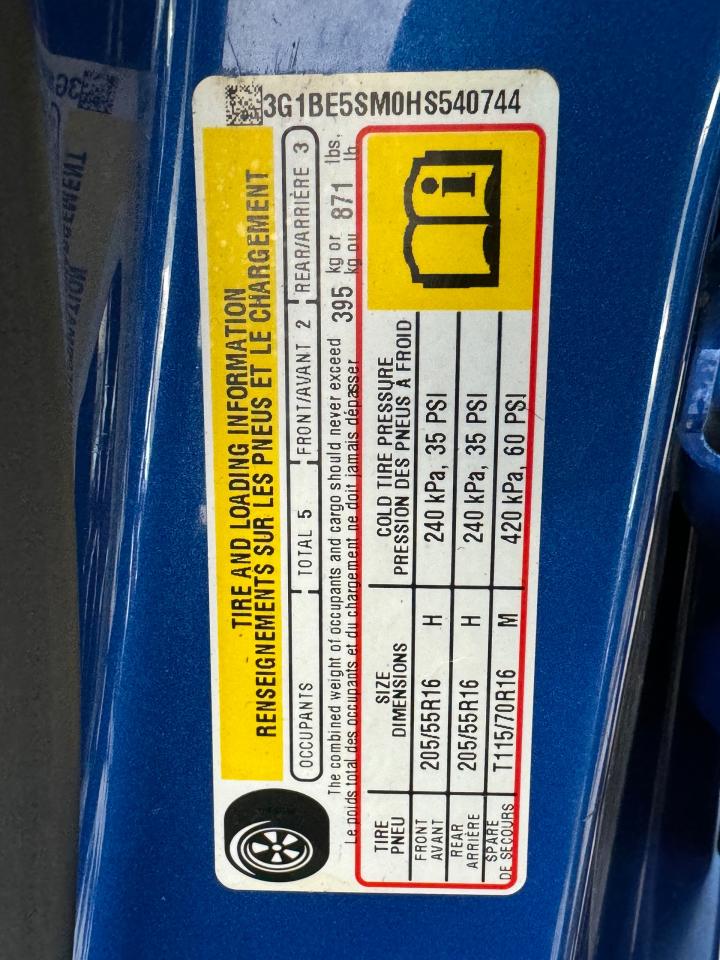 3G1BE5SM0HS540744
TIRE AND LOADING INFORMATION
RENSEIGNEMENTS SUR LES PNEUS ET LE CHARGEMENT
OCCUPANTS TOTAL 5 FRONT/AVANT 2 REAR/ARRIÈRE 3
The combined weight of occupants and cargo should never exceed 395 kg or 871 lbs.
Le poids total des occupants et du chargement ne doit jamais dépasser kg ou lb
TIRE SIZE COLD TIRE PRESSURE
PNEU DIMENSIONS PRESSION DES PNEUS À FROID
FRONT
AVANT 205/55R16 H 240 kPa, 35 PSI
REAR
ARRIÈRE 205/55R16 H 240 kPa, 35 PSI
SPARE
DE SECOURS T115/70R16 M 420 kPa, 60 PSI